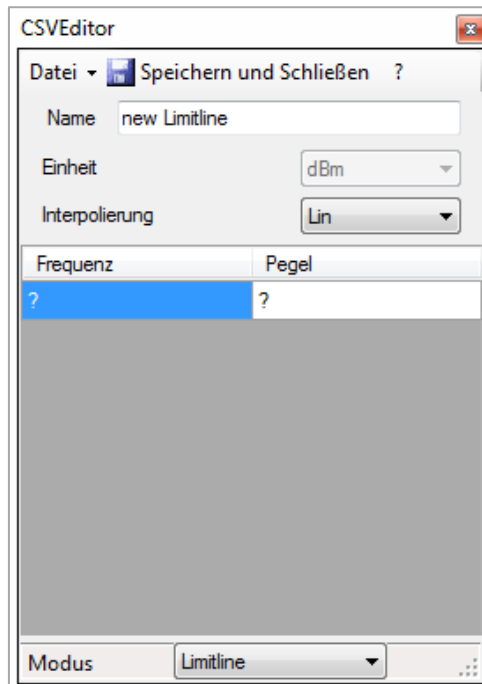 CSVEditor
Datei Speichern und Schließen ?
Name new Limitline
Einheit dBm
Interpolierung Lin
Frequenz Pegel
? ?
Modus Limitline